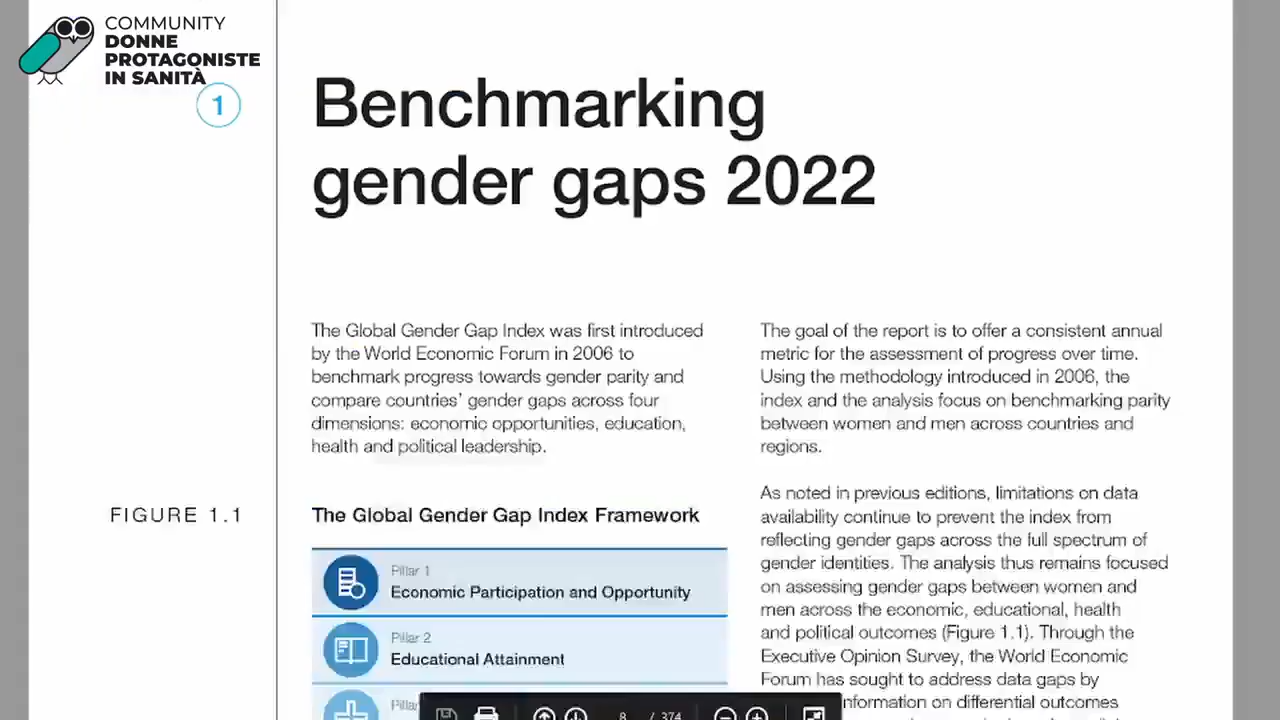 COMMUNITY
DONNE
PROTAGONISTE
IN SANITÀ
1
Benchmarking
gender gaps 2022
The Global Gender Gap Index was first introduced
by the World Economic Forum in 2006 to
benchmark progress towards gender parity and
compare countries' gender gaps across four
dimensions: economic opportunities, education,
health and political leadership.
FIGURE 1.1
The Global Gender Gap Index Framework
Pillar 1
Economic Participation and Opportunity
Pillar 2
Educational Attainment
The goal of the report is to offer a consistent annual
metric for the assessment of progress over time.
Using the methodology introduced in 2006, the
index and the analysis focus on benchmarking parity
between women and men across countries and
regions.
As noted in previous editions, limitations on data
availability continue to prevent the index from
reflecting gender gaps across the full spectrum of
gender identities. The analysis thus remains focused
on assessing gender gaps between women and
men across the economic, educational, health
and political outcomes (Figure 1.1). Through the
Executive Opinion Survey, the World Economic
Forum has sought to address data gaps by
nformation on differential outcomes
8 / 374